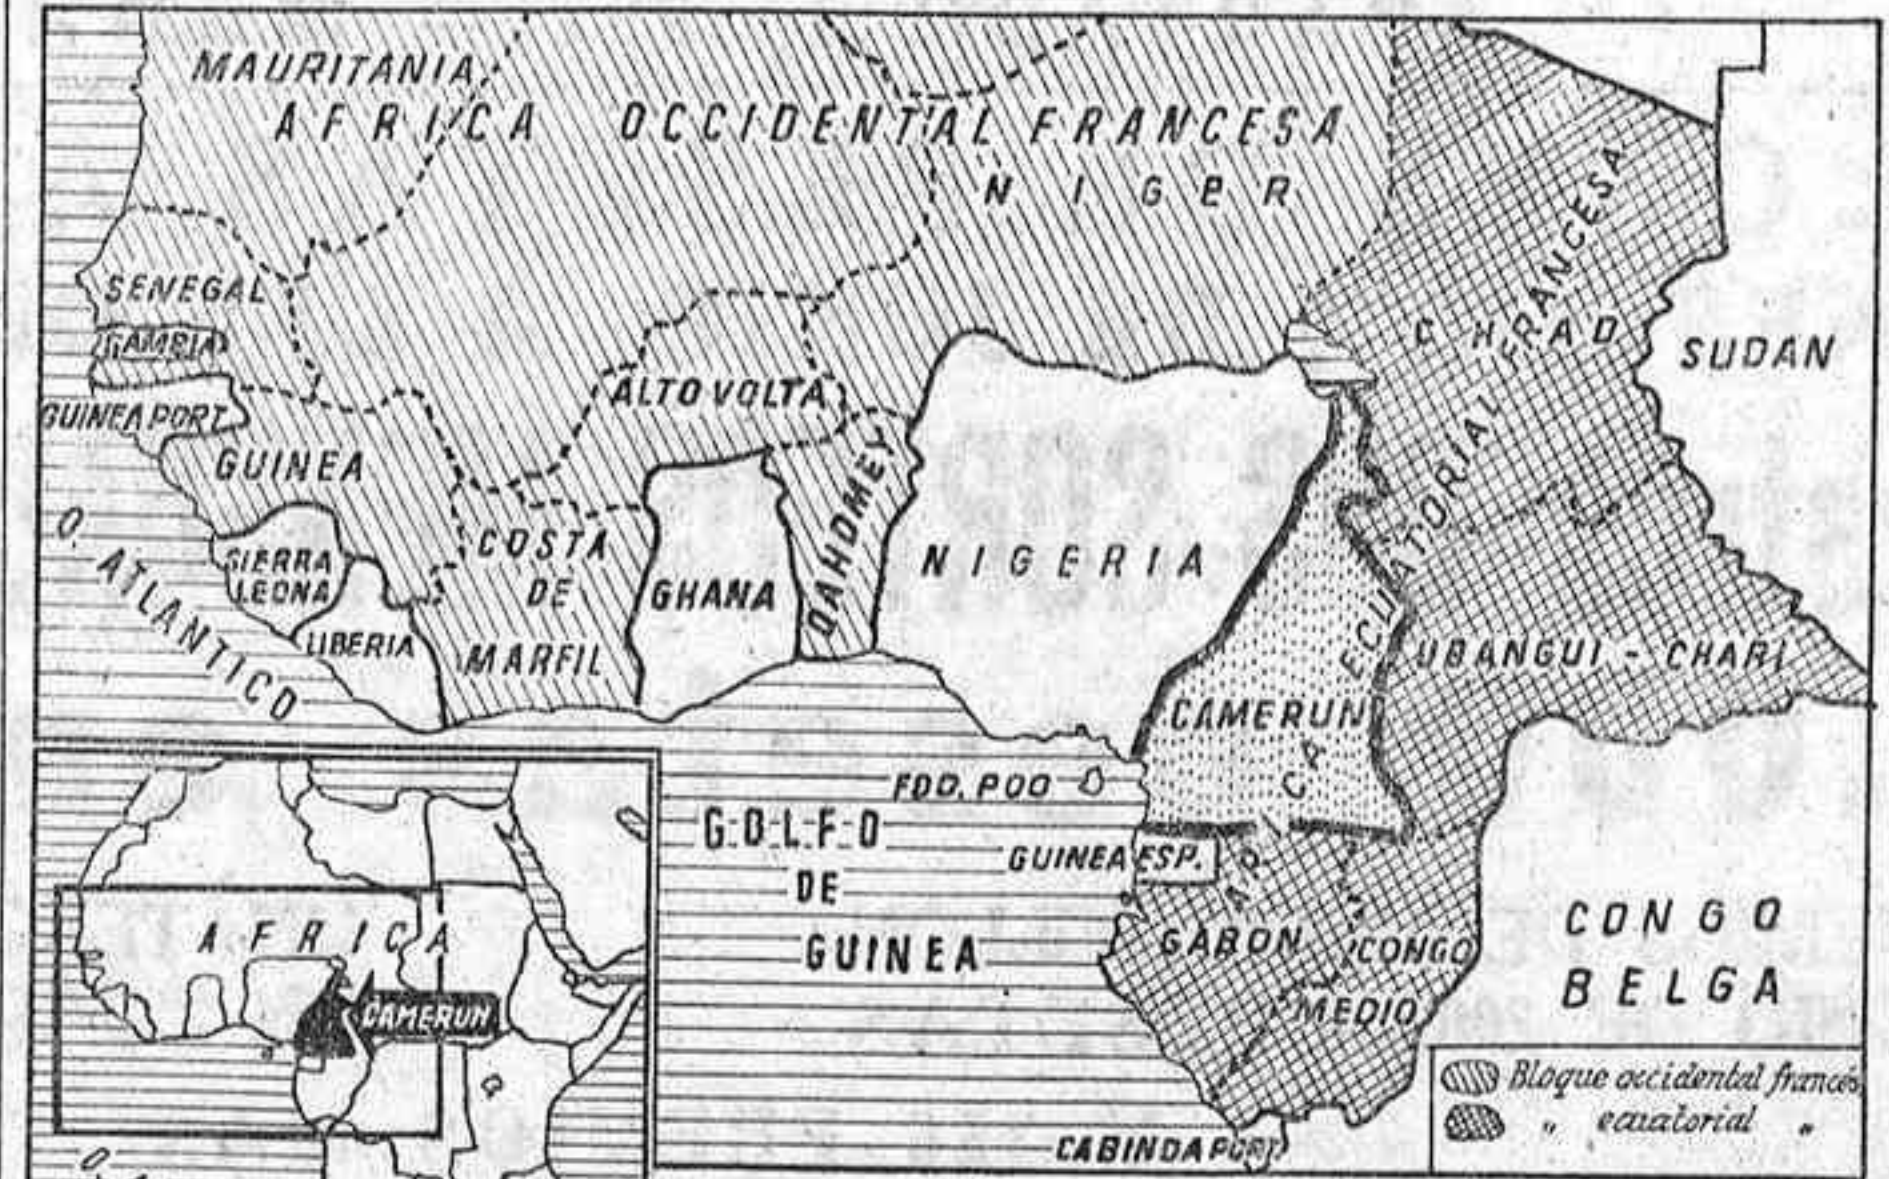 MAURITANIA
AFRICA OCCIDENTAL FRANCESA
NIGER
SENEGAL
GAMBIA
GUINEA PORT.
GUINEA
ALTO VOLTA
CHAD
SUDAN
SIERRA
LEONA
LIBERIA
COSTA
DE
MARFIL
GHANA
DAHOMEY
NIGERIA
O. ATLANTICO
AFRICA ECUATORIAL FRANCESA
UBANGUI - CHARI
CAMERUN
FDO. POO
GOLFO
DE
GUINEA
GUINEA ESP.
GABON
CONGO
MEDIO
CONGO
BELGA
CABINDA PORT.
AFRICA
CAMERUN
Bloque occidental francés
" ecuatorial "